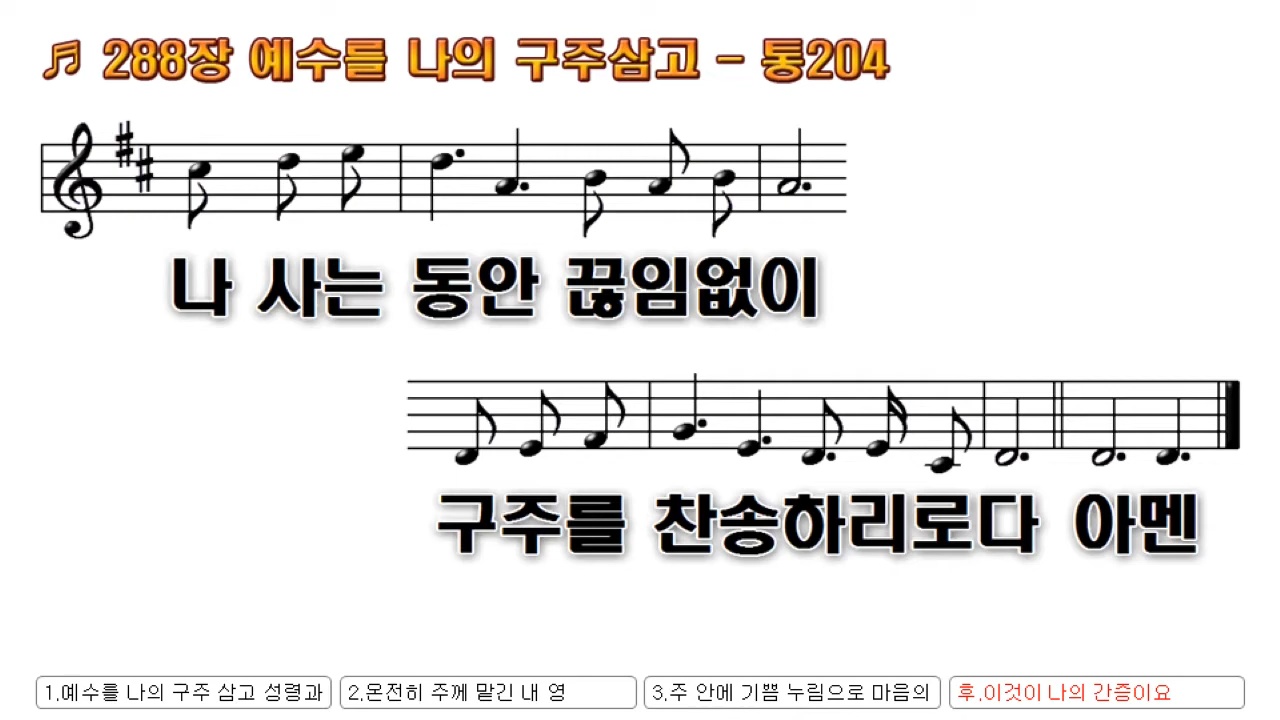 ♬ 288장 예수를 나의 구주삼고 - 통204
나 사는 동안 끊임없이
구주를 찬송하리로다 아멘
1.예수를 나의 구주 삼고 성령과
2.온전히 주께 맡긴 내 영
3.주 안에 기쁨 누림으로 마음의
후.이것이 나의 간증이요